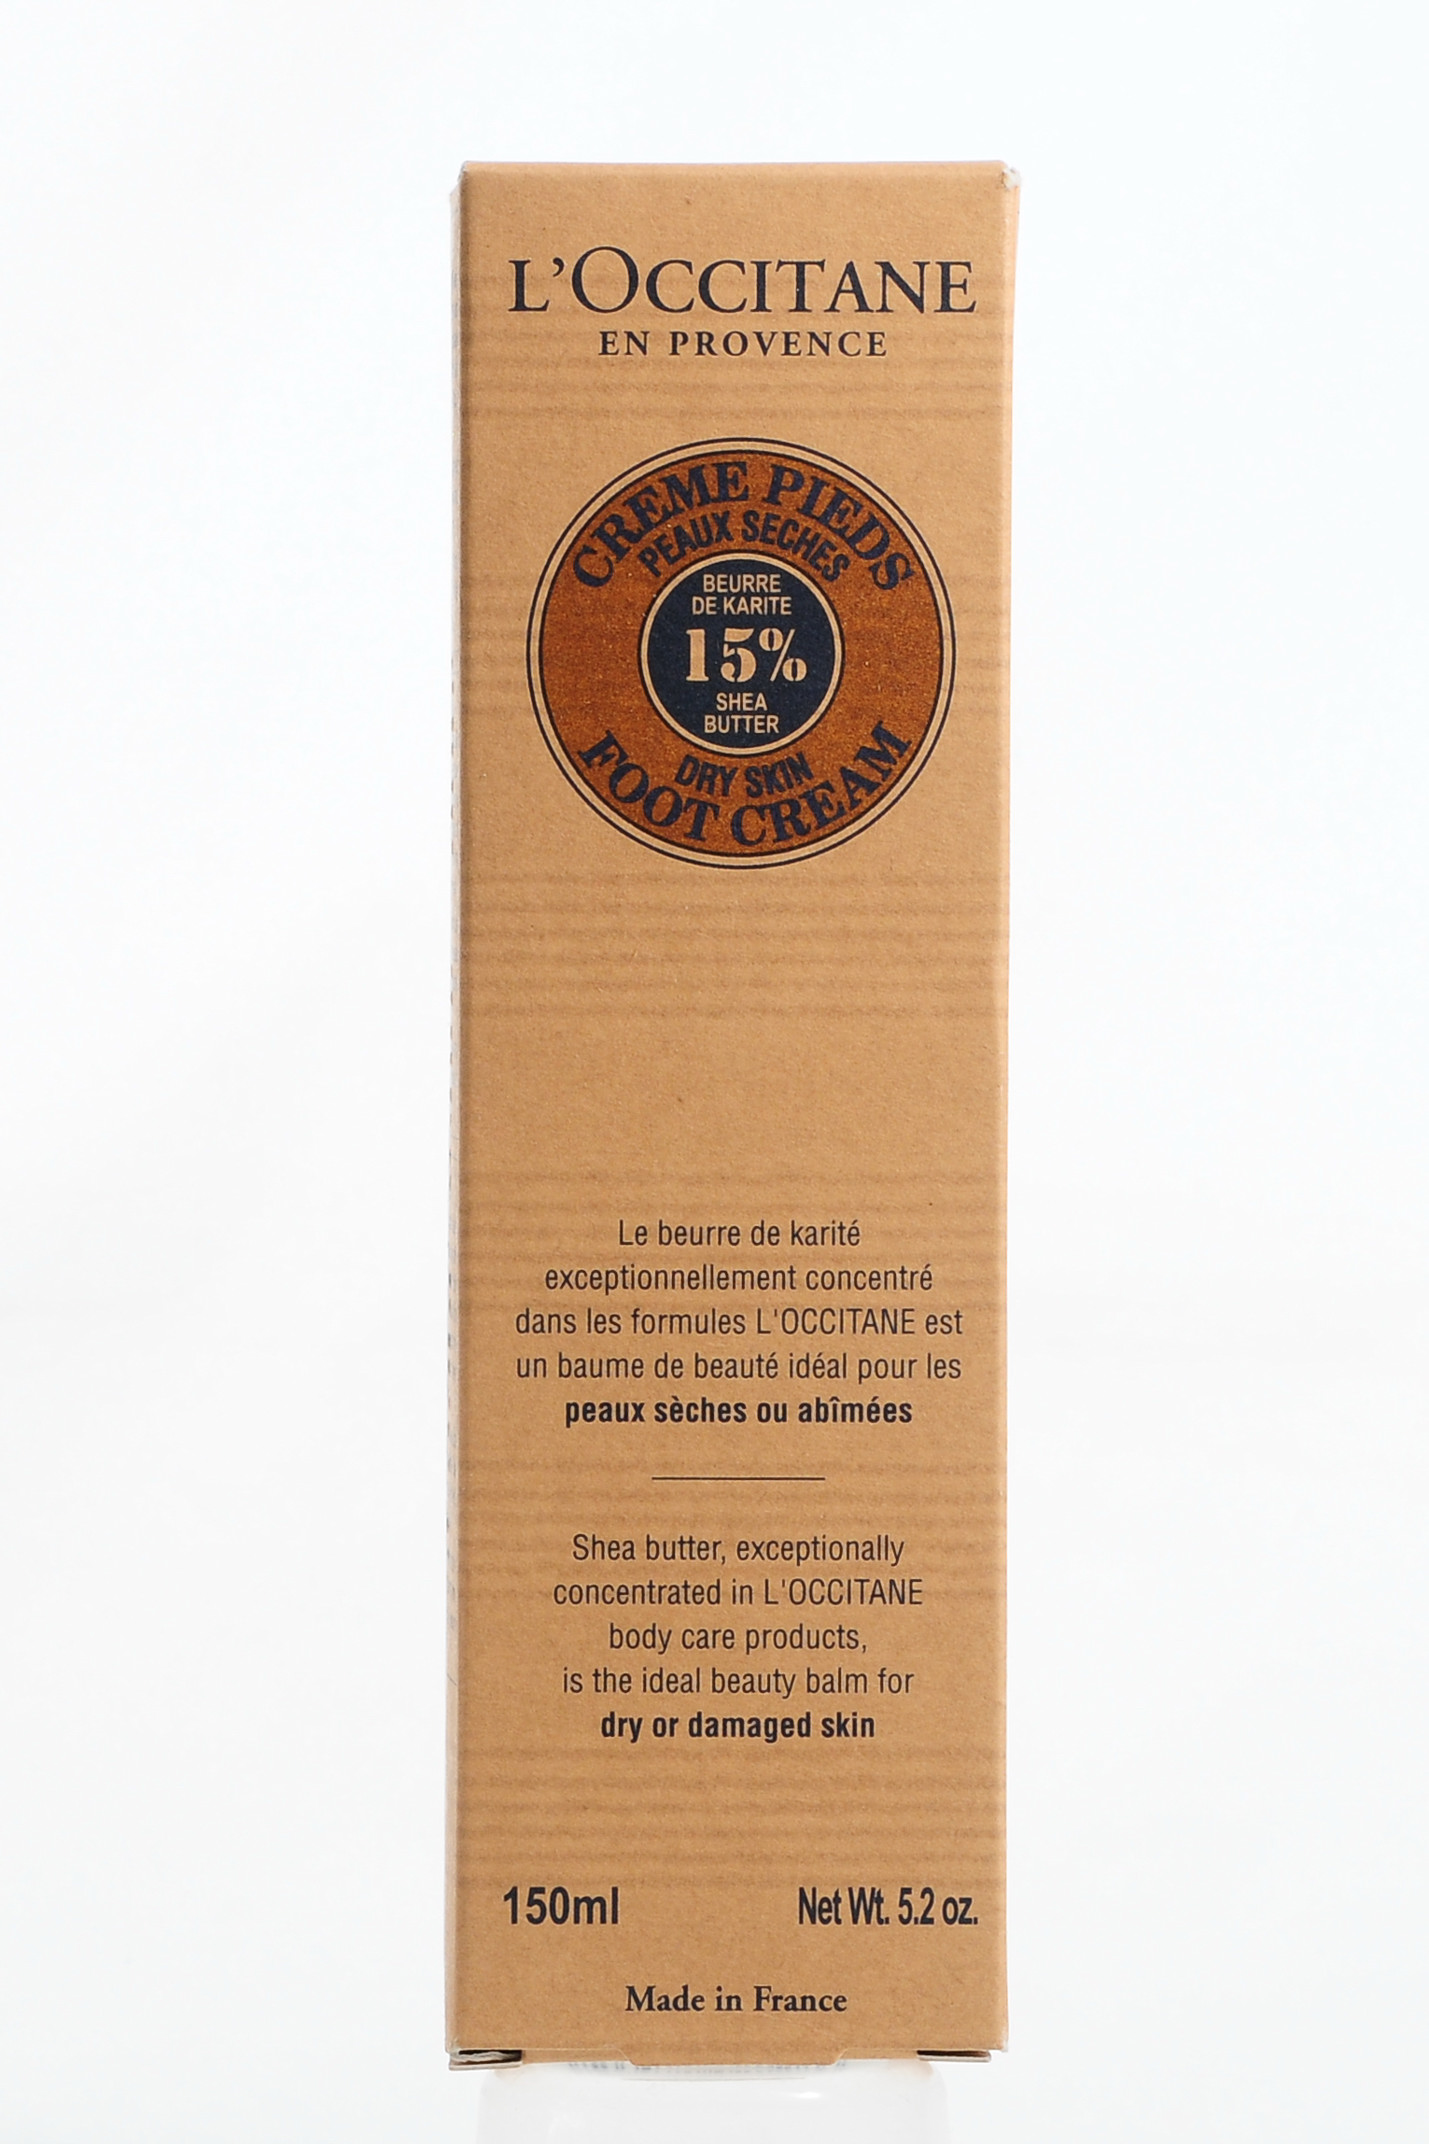 L'OCCITANE
EN PROVENCE
CREME PIEDS
PEAUX SECHES
BEURRE
DE KARITE
15%
SHEA
BUTTER
DRY SKIN
FOOT CREAM
Le beurre de karité
exceptionnellement concentré
dans les formules L'OCCITANE est
un baume de beauté idéal pour les
peaux sèches ou abîmées
Shea butter, exceptionally
concentrated in L'OCCITANE
body care products,
is the ideal beauty balm for
dry or damaged skin
150ml Net Wt. 5.2 oz.
Made in France